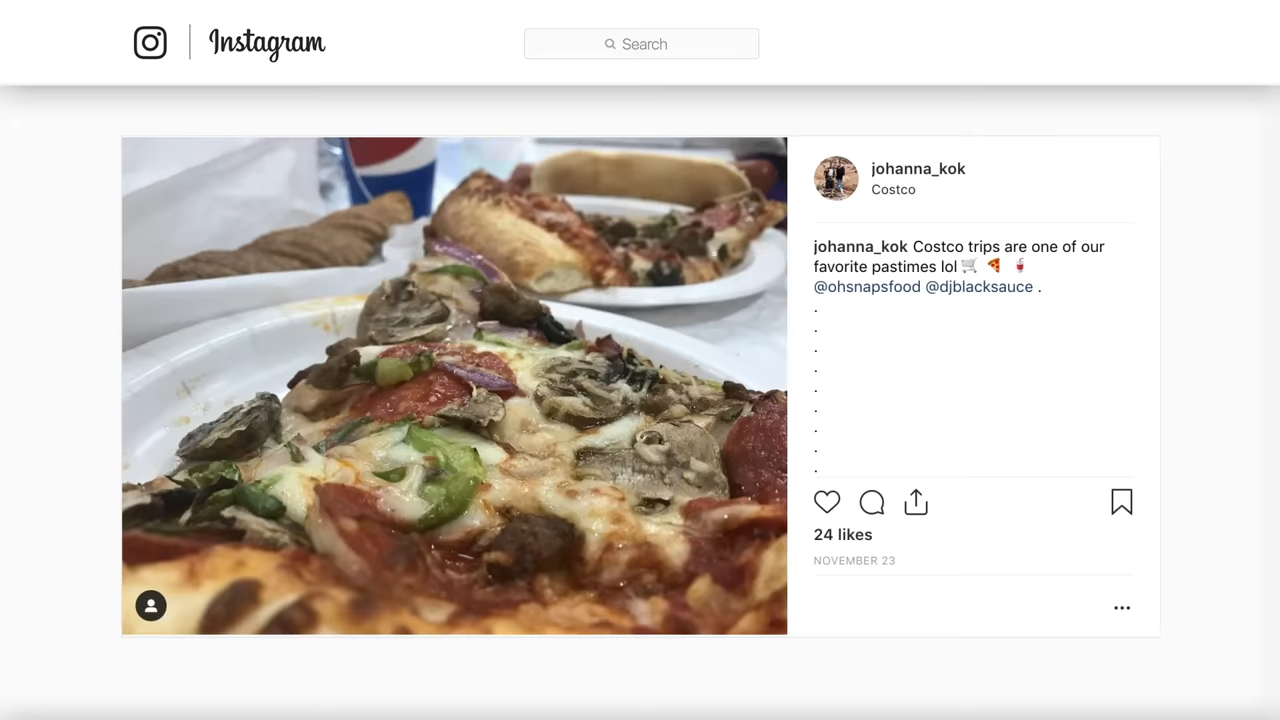 Instagram
Search
johanna_kok
Costco
johanna_kok Costco trips are one of our
favorite pastimes lol🛒 🍕 🥤
@ohsnapsfood @djblacksauce .
.
.
.
.
.
.
.
.
.
24 likes
NOVEMBER 23